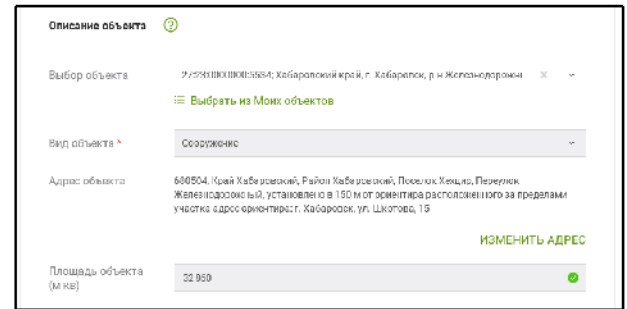 Описание объекта ?
Выбор объекта
Хабаровский край, г. Хабаровск, р-н Железнодорожн
Выбрать из Моих объектов
Вид объекта *
Сооружение
Адрес объекта
680504, Край Хабаровский, Район Хабаровский, Поселок Хехцир, Переулок
Железнодорожный, установлено в 150 м от ориентира расположенного за пределами
участка адрес ориентира: г. Хабаровск, ул. Шкотова, 15
ИЗМЕНИТЬ АДРЕС
Площадь объекта
(м кв)
32 950